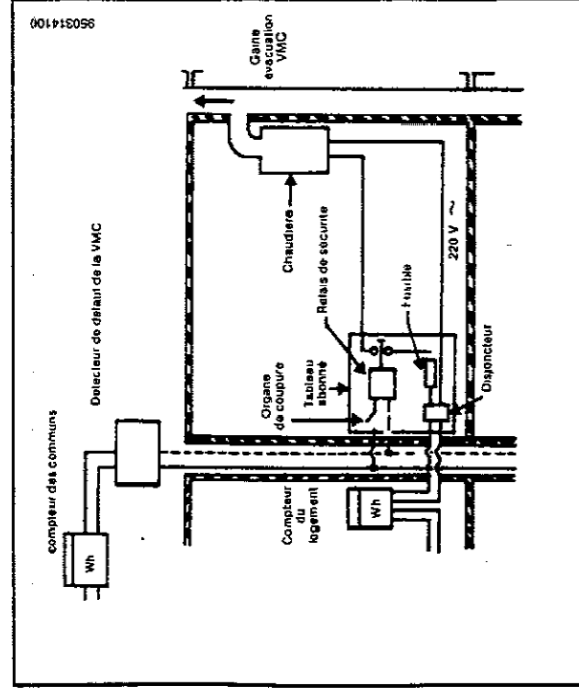 950314100
compteur des communs
Wh
Détecteur de défaut de la VMC
Gaine
évacuation
VMC
Chaudière
Relais de sécurité
Organe
de coupure
Tableau
abonné
Fusible
220 V ~
Disjoncteur
Compteur
du
logement
Wh